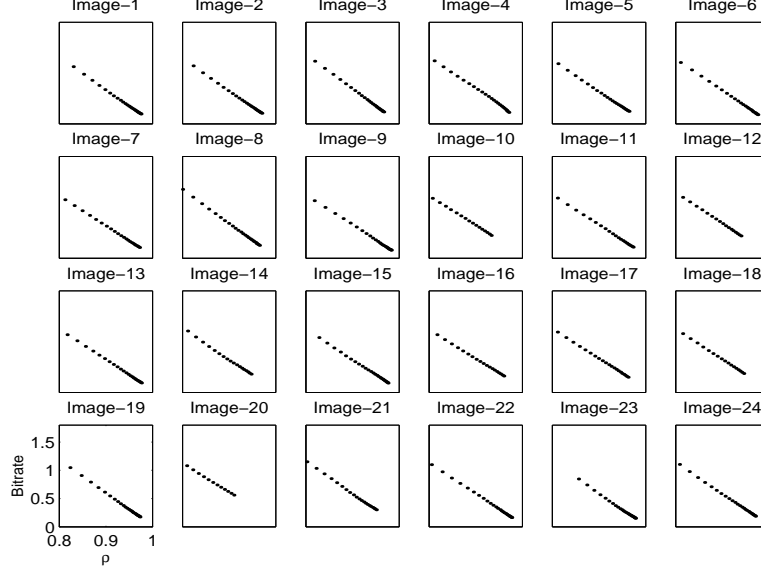 Image−1 Image−2 Image−3 Image−4 Image−5 Image−6
Image−7 Image−8 Image−9 Image−10 Image−11 Image−12
Image−13 Image−14 Image−15 Image−16 Image−17 Image−18
Image−19 Image−20 Image−21 Image−22 Image−23 Image−24
Bitrate
1.5
1
0.5
0
0.8 0.9 1
ρ